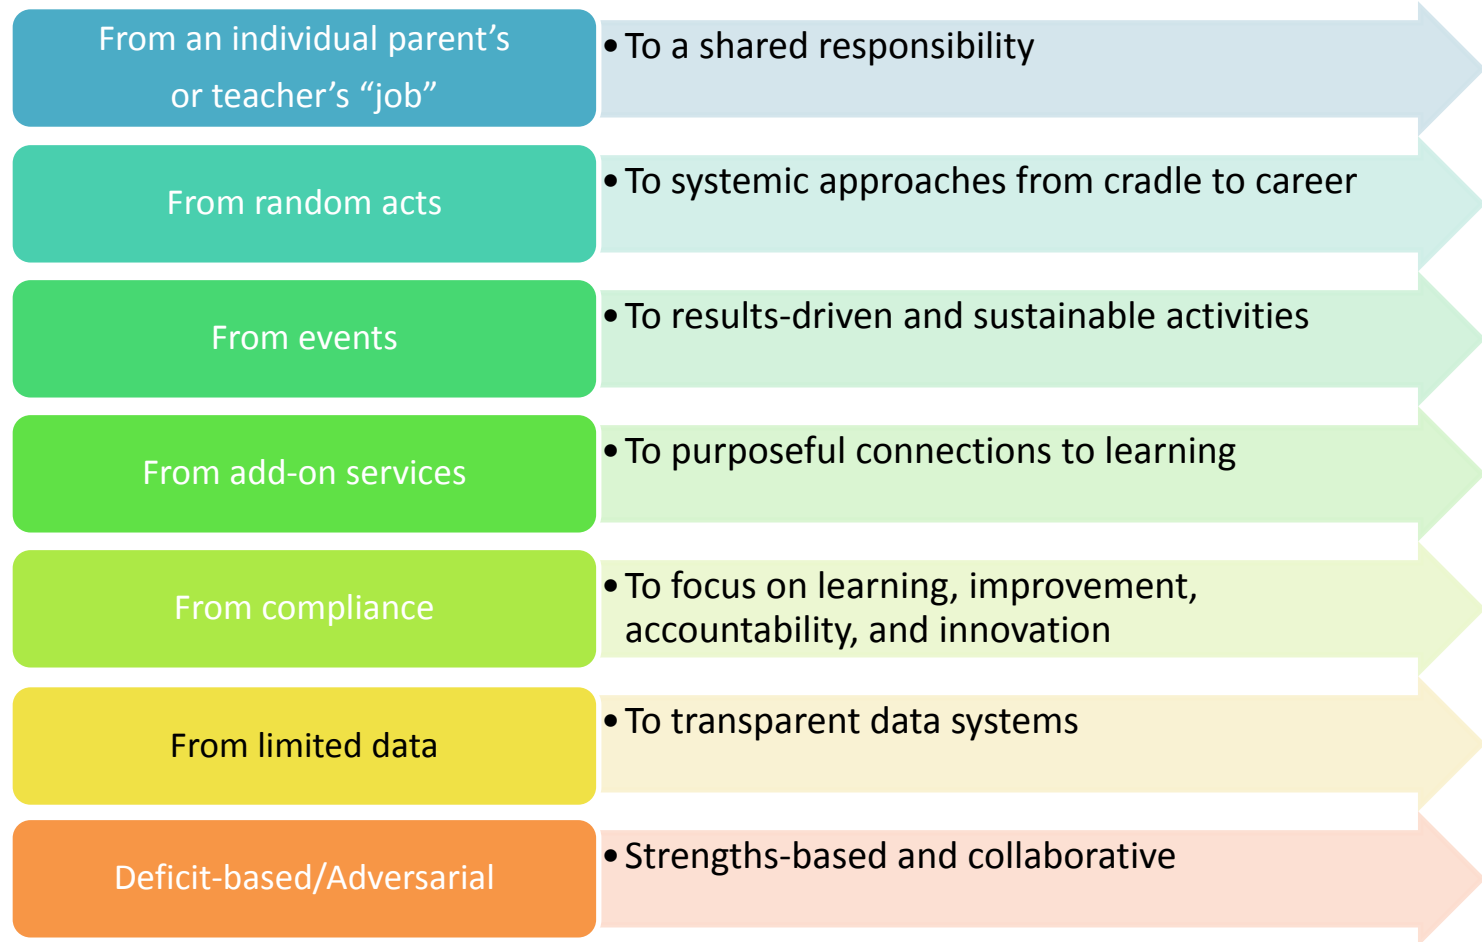 From an individual parent’s
or teacher’s “job”
• To a shared responsibility
From random acts
• To systemic approaches from cradle to career
From events
• To results-driven and sustainable activities
From add-on services
• To purposeful connections to learning
From compliance
• To focus on learning, improvement,
accountability, and innovation
From limited data
• To transparent data systems
Deficit-based/Adversarial
• Strengths-based and collaborative